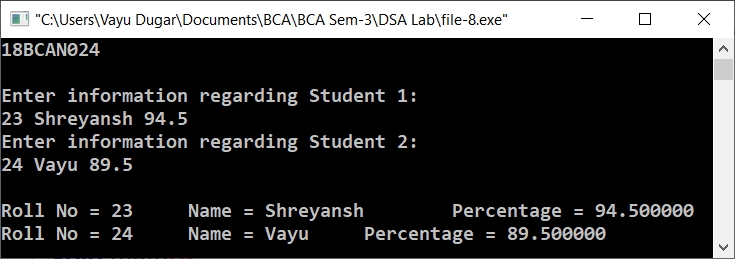 "C:\Users\Vayu Dugar\Documents\BCA\BCA Sem-3\DSA Lab\file-8.exe"
18BCAN024
Enter information regarding Student 1:
23 Shreyansh 94.5
Enter information regarding Student 2:
24 Vayu 89.5
Roll No = 23     Name = Shreyansh        Percentage = 94.500000
Roll No = 24     Name = Vayu     Percentage = 89.500000